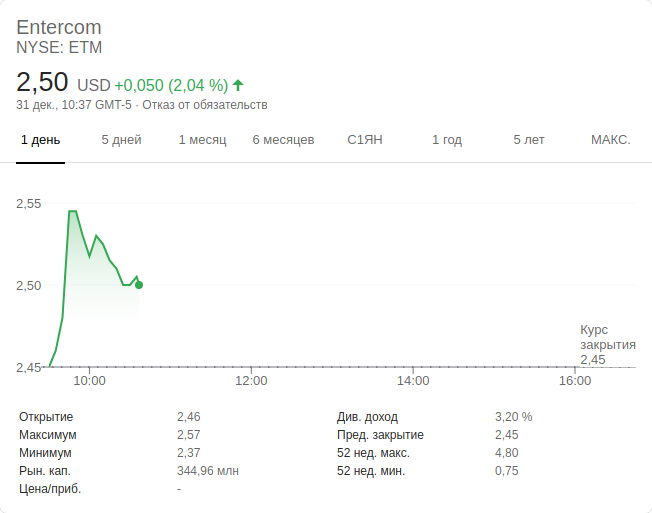 Entercom
NYSE: ETM
2,50 USD +0,050 (2,04 %)
31 дек., 10:37 GMT-5 · Отказ от обязательств
1 день 5 дней 1 месяц 6 месяцев С1ЯН 1 год 5 лет МАКС.
2,55
2,50
Курс
закрытия
2,45
2,45
10:00 12:00 14:00 16:00
Открытие 2,46 Див. доход 3,20 %
Максимум 2,57 Пред. закрытие 2,45
Минимум 2,37 52 нед. макс. 4,80
Рын. кап. 344,96 млн 52 нед. мин. 0,75
Цена/приб. -